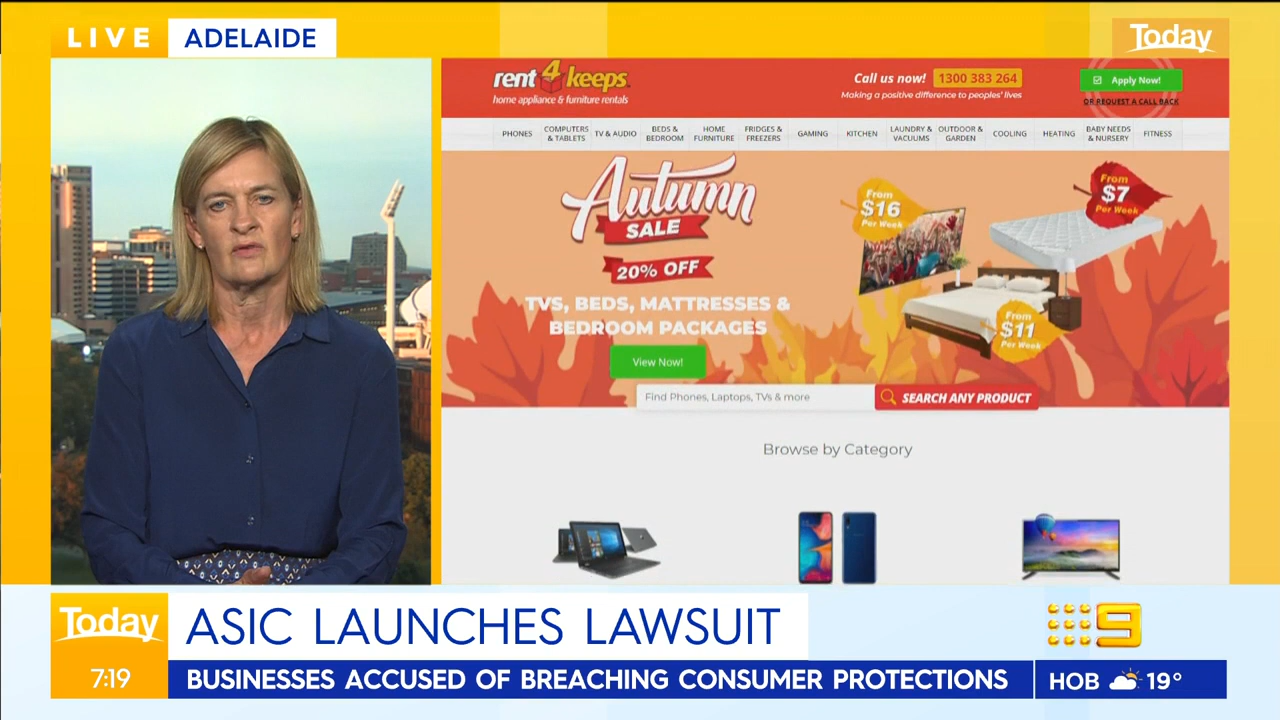 LIVE ADELAIDE
Today
rent 4 keeps
home appliance & furniture rentals
Call us now! 1300 383 264
Making a positive difference to peoples' lives
Apply Now!
OR REQUEST A CALL BACK
PHONES
COMPUTERS & TABLETS
TV & AUDIO
BEDS & BEDROOM
HOME FURNITURE
FRIDGES & FREEZERS
GAMING
KITCHEN
LAUNDRY & VACUUMS
OUTDOOR & GARDEN
COOLING
HEATING
BABY NEEDS & NURSERY
FITNESS
Autumn
SALE
20% OFF
TVS, BEDS, MATTRESSES &
BEDROOM PACKAGES
View Now!
From
$16
Per Week
From
$7
Per Week
From
$11
Per Week
Find Phones, Laptops, TVs & more
SEARCH ANY PRODUCT
Browse by Category
Today
7:19
ASIC LAUNCHES LAWSUIT
9
BUSINESSES ACCUSED OF BREACHING CONSUMER PROTECTIONS
HOB 19°